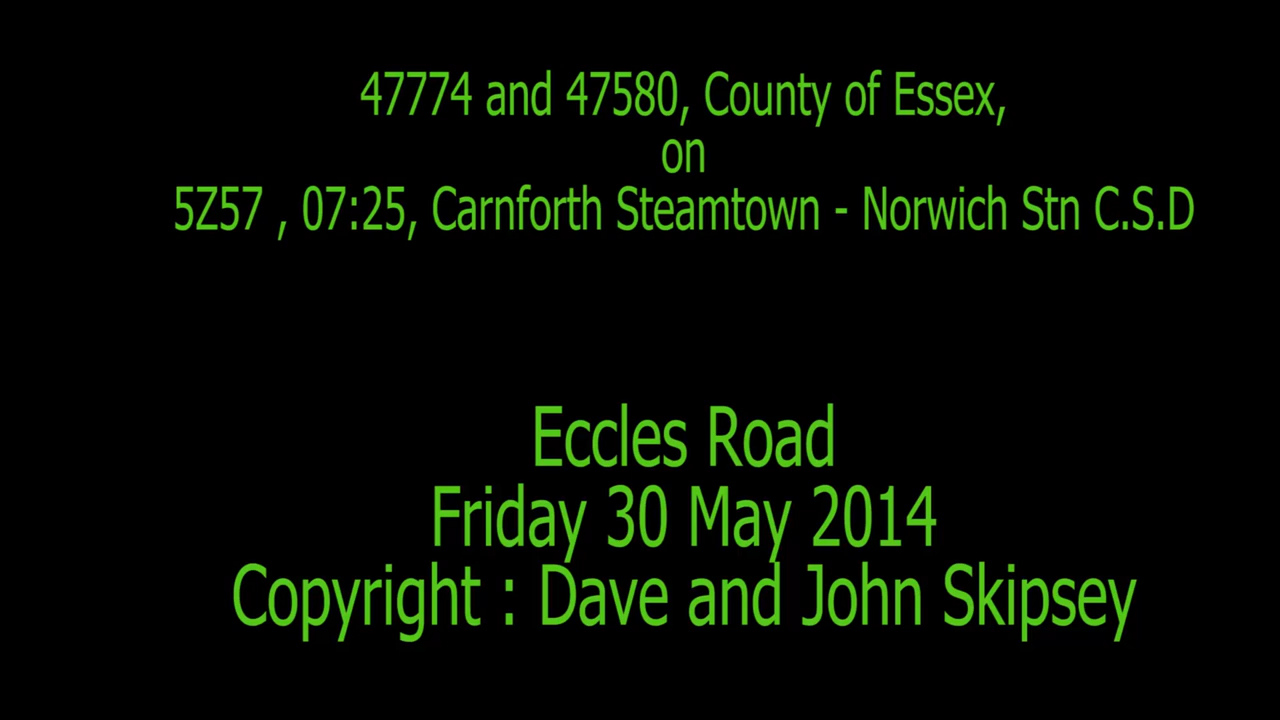 47774 and 47580, County of Essex,
on
5Z57 , 07:25, Carnforth Steamtown - Norwich Stn C.S.D
Eccles Road
Friday 30 May 2014
Copyright : Dave and John Skipsey